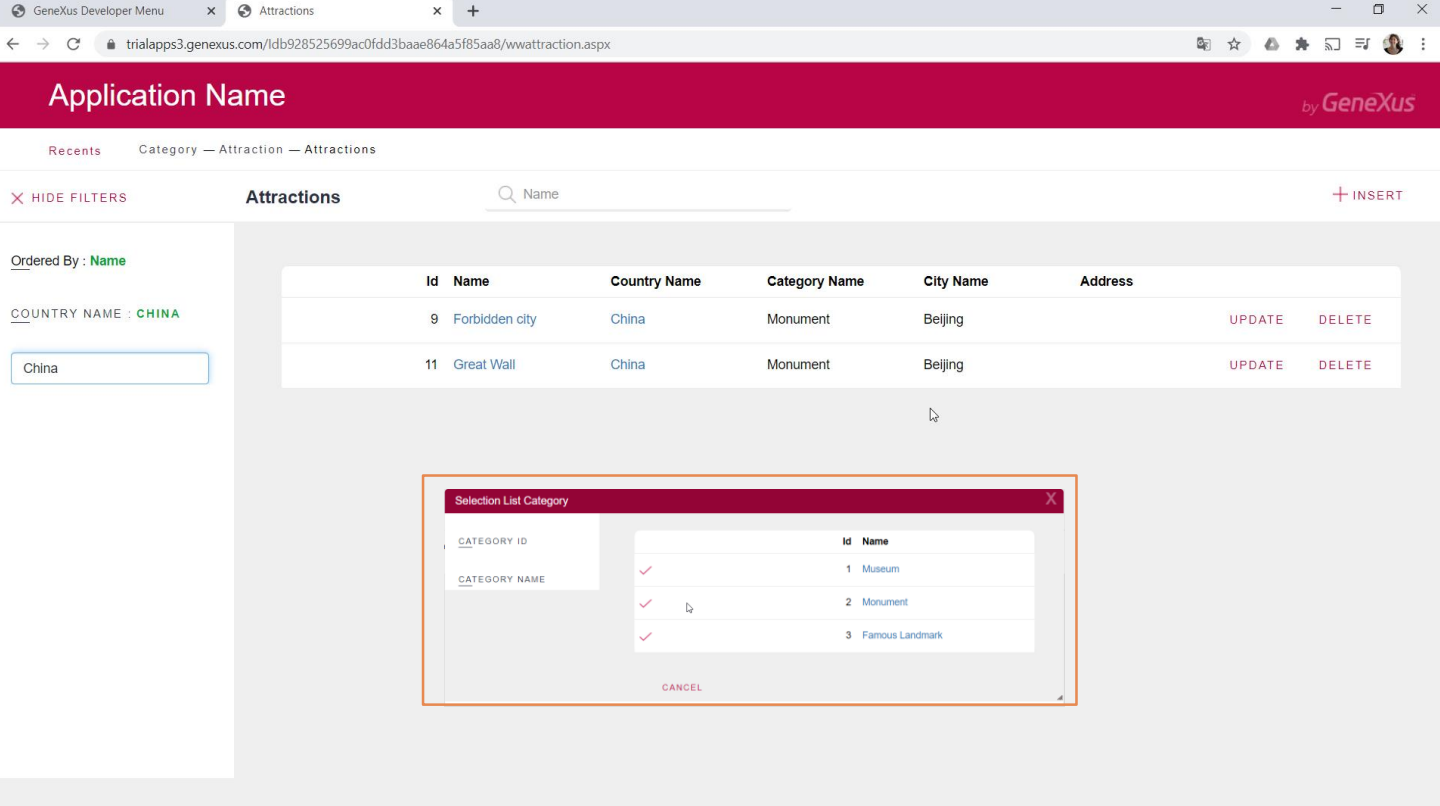 GeneXus Developer Menu
Attractions
trialapps3.genexus.com/Idb928525699ac0fdd3baae864a5f85aa8/wwattraction.aspx
Application Name
by GeneXus
Recents Category — Attraction — Attractions
HIDE FILTERS
Attractions
Name
INSERT
Ordered By : Name
COUNTRY NAME : CHINA
China
Id Name Country Name Category Name City Name Address
9 Forbidden city China Monument Beijing UPDATE DELETE
11 Great Wall China Monument Beijing UPDATE DELETE
Selection List Category X
CATEGORY ID
CATEGORY NAME
Id Name
1 Museum
2 Monument
3 Famous Landmark
CANCEL